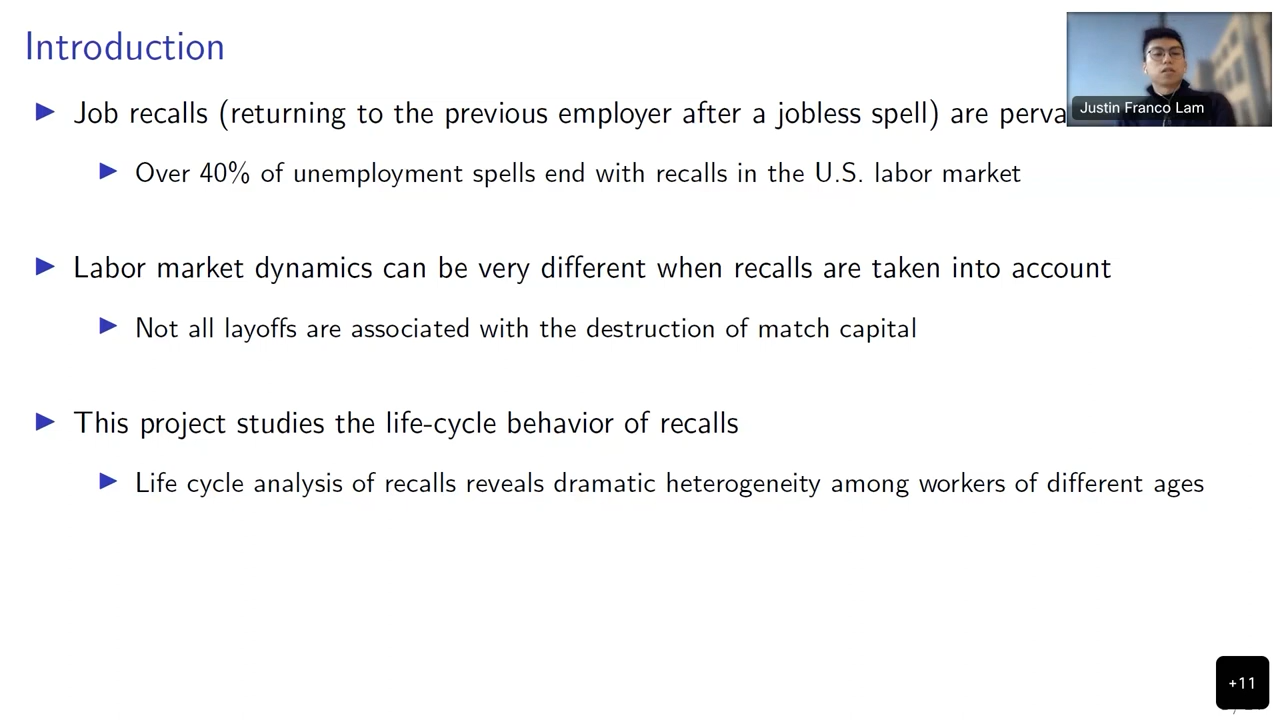 Introduction
Job recalls (returning to the previous employer after a jobless spell) are perva
Justin Franco Lam
Over 40% of unemployment spells end with recalls in the U.S. labor market
Labor market dynamics can be very different when recalls are taken into account
Not all layoffs are associated with the destruction of match capital
This project studies the life-cycle behavior of recalls
Life cycle analysis of recalls reveals dramatic heterogeneity among workers of different ages
+11